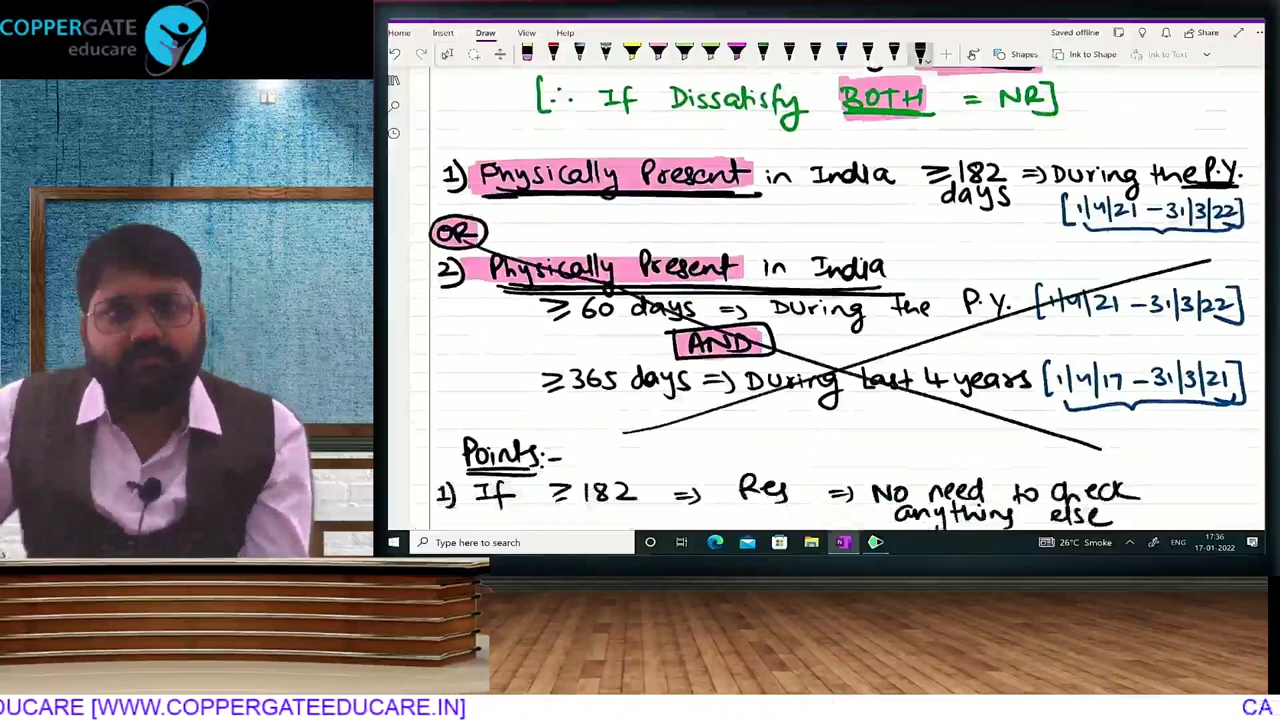 COPPERGATE
educare
Home Insert Draw View Help
Saved offline
Share
Shapes
Ink to Shape
Ink to Text
[∴ If Dissatisfy BOTH = NR]
1) Physically Present in India ≥182 days ⇒ During the P.Y.
[1/4/21 - 31/3/22]
OR
2) Physically Present in India
≥ 60 days ⇒ During the P.Y. [1/4/21 - 31/3/22]
AND
≥ 365 days ⇒ During last 4 years [1/4/17 - 31/3/21]
Points:-
1) If ≥ 182 ⇒ Res ⇒ No need to check
anything else
Type here to search
26°C Smoke
ENG
17:36
17-01-2022
DUCARE [WWW.COPPERGATEEDUCARE.IN]
CA